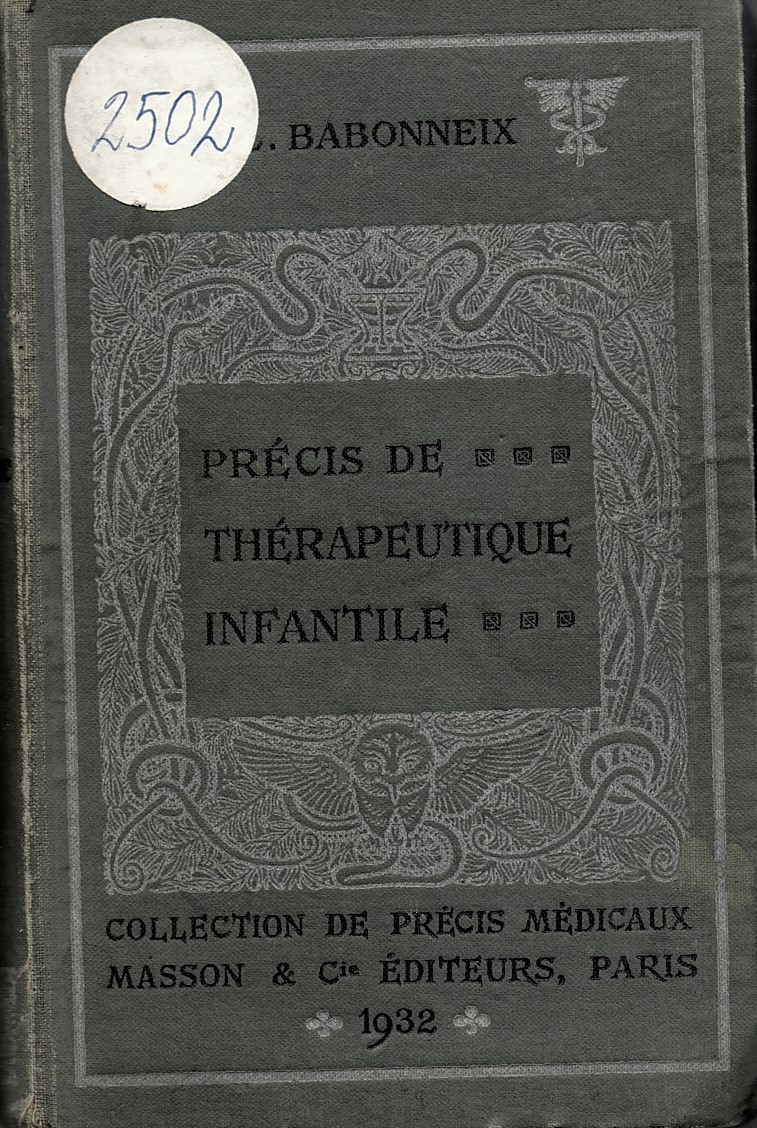 2502
L. BABONNEIX
PRÉCIS DE
THÉRAPEUTIQUE
INFANTILE
COLLECTION DE PRÉCIS MÉDICAUX
MASSON & Cie ÉDITEURS, PARIS
1932